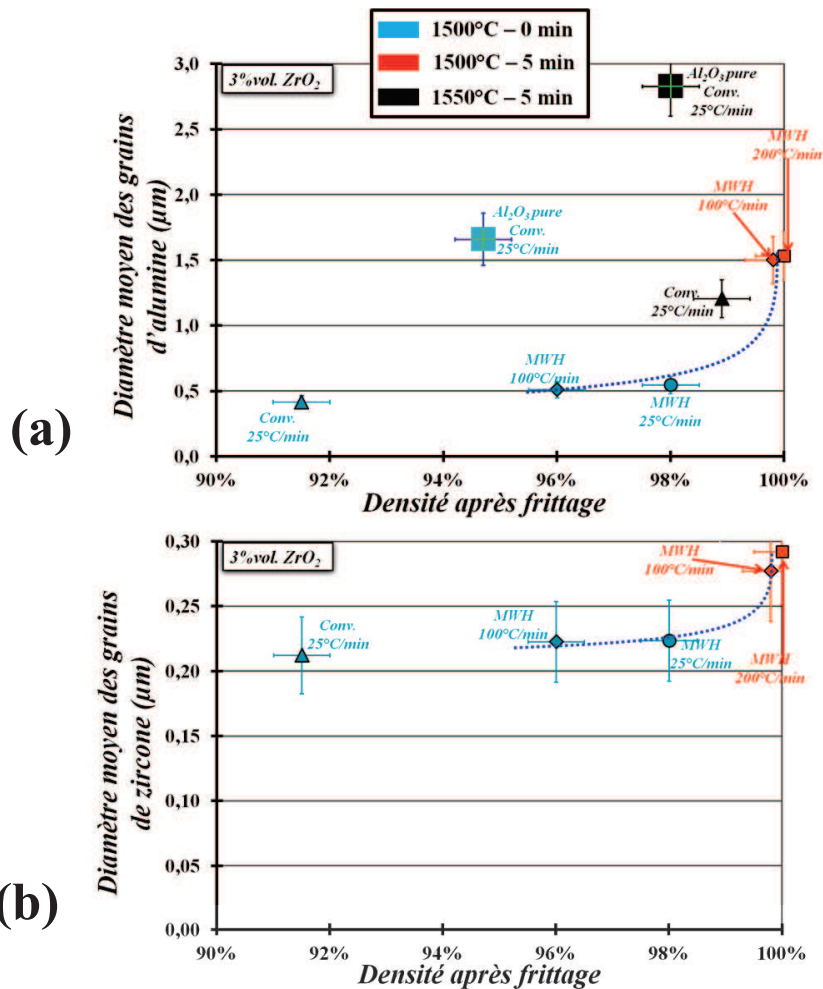 1500°C – 0 min
1500°C – 5 min
1550°C – 5 min
(a)
Diamètre moyen des grains
d'alumine (µm)
3,0
2,5
2,0
1,5
1,0
0,5
0,0
3%vol. ZrO2
Al2O3 pure
Conv.
25°C/min
MWH
200°C/min
MWH
100°C/min
Al2O3 pure
Conv.
25°C/min
Conv.
25°C/min
MWH
100°C/min
MWH
25°C/min
Conv.
25°C/min
90%
92%
94%
96%
98%
100%
Densité après frittage
(b)
Diamètre moyen des grains
de zircone (µm)
0,30
0,25
0,20
0,15
0,10
0,05
0,00
3%vol. ZrO2
MWH
100°C/min
Conv.
25°C/min
MWH
100°C/min
MWH
25°C/min
MWH
200°C/min
90%
92%
94%
96%
98%
100%
Densité après frittage